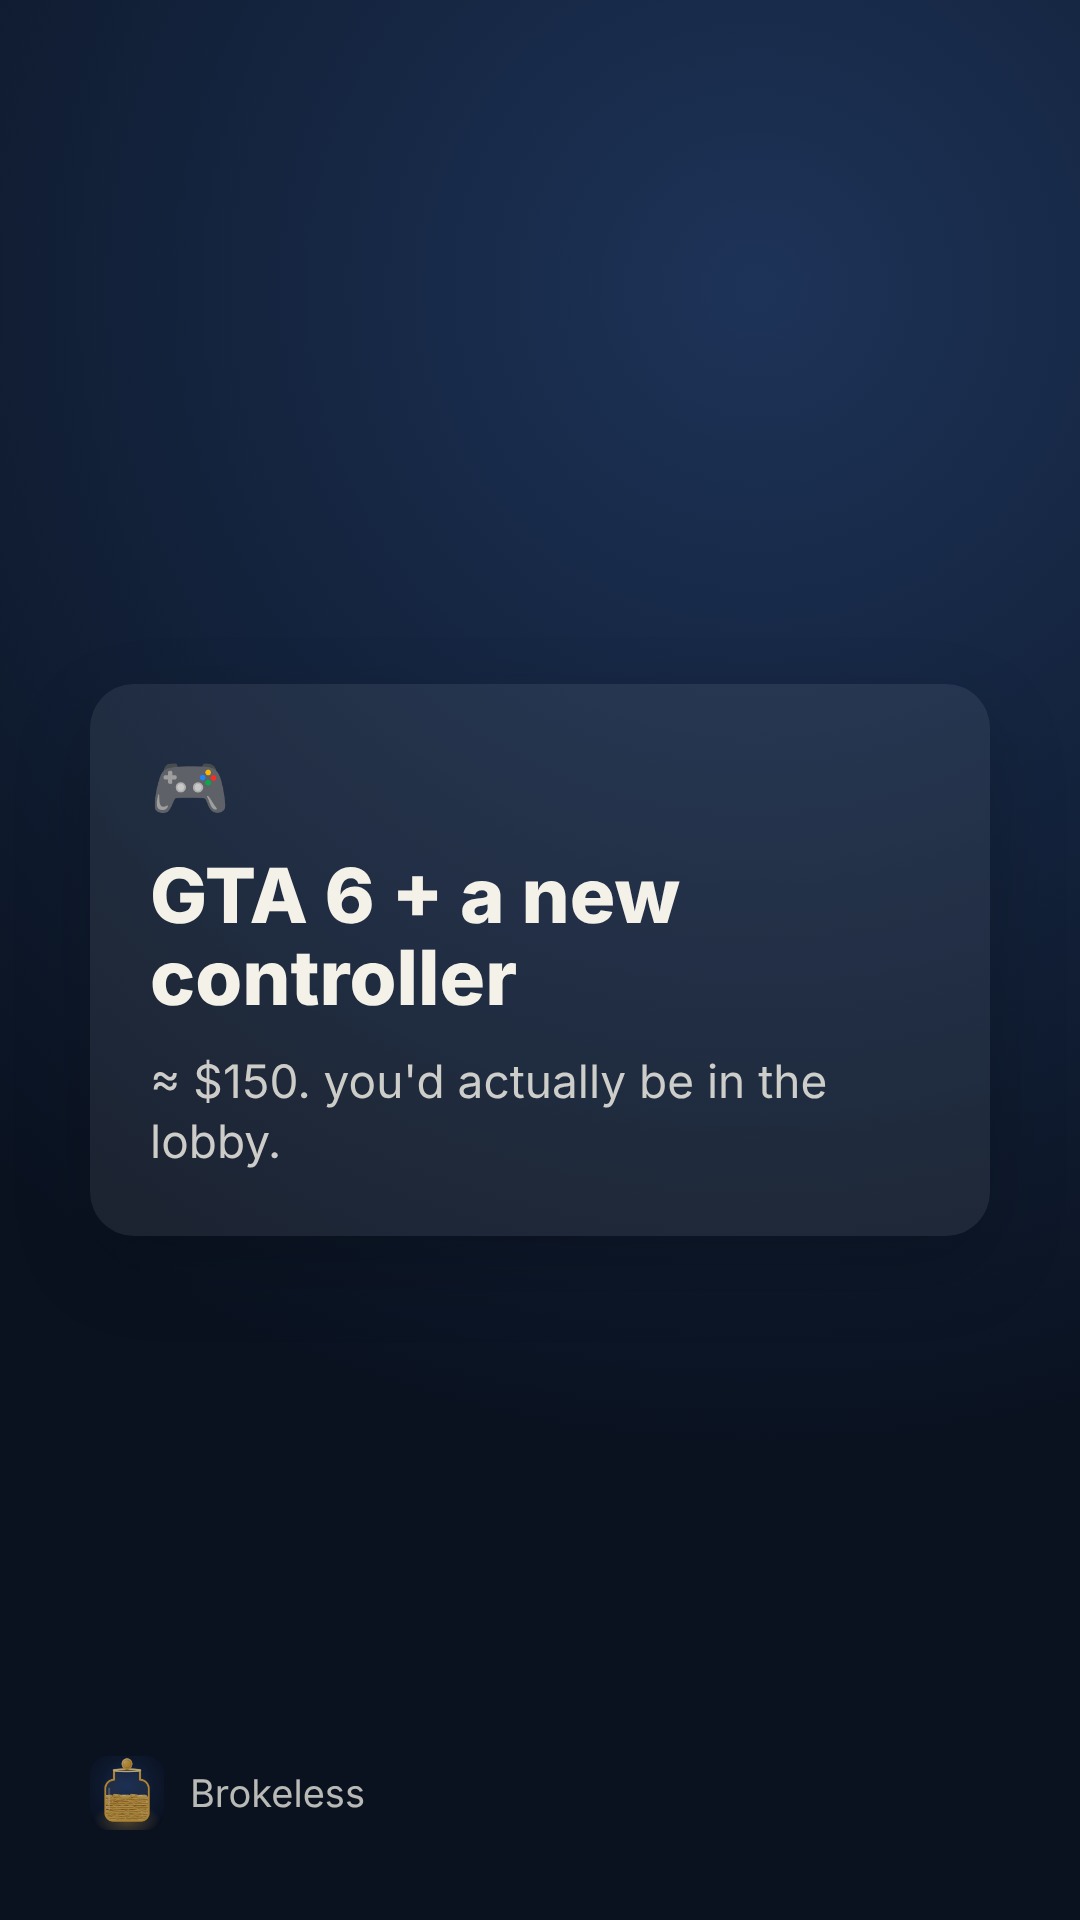 GTA 6 + a new
controller
≈ $150. you'd actually be in the
lobby.
Brokeless